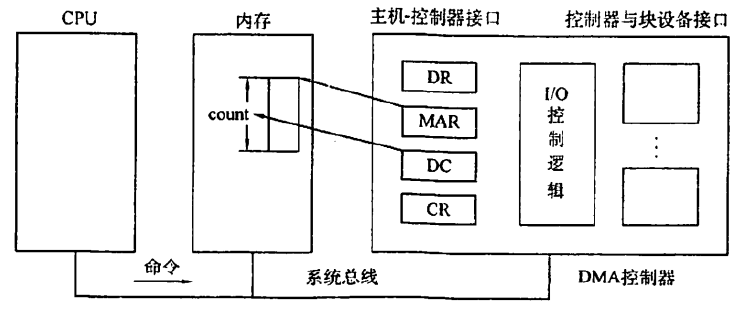 CPU
内存
主机-控制器接口
控制器与块设备接口
count
DR
MAR
DC
CR
I/O
控
制
逻
辑
命令
系统总线
DMA控制器